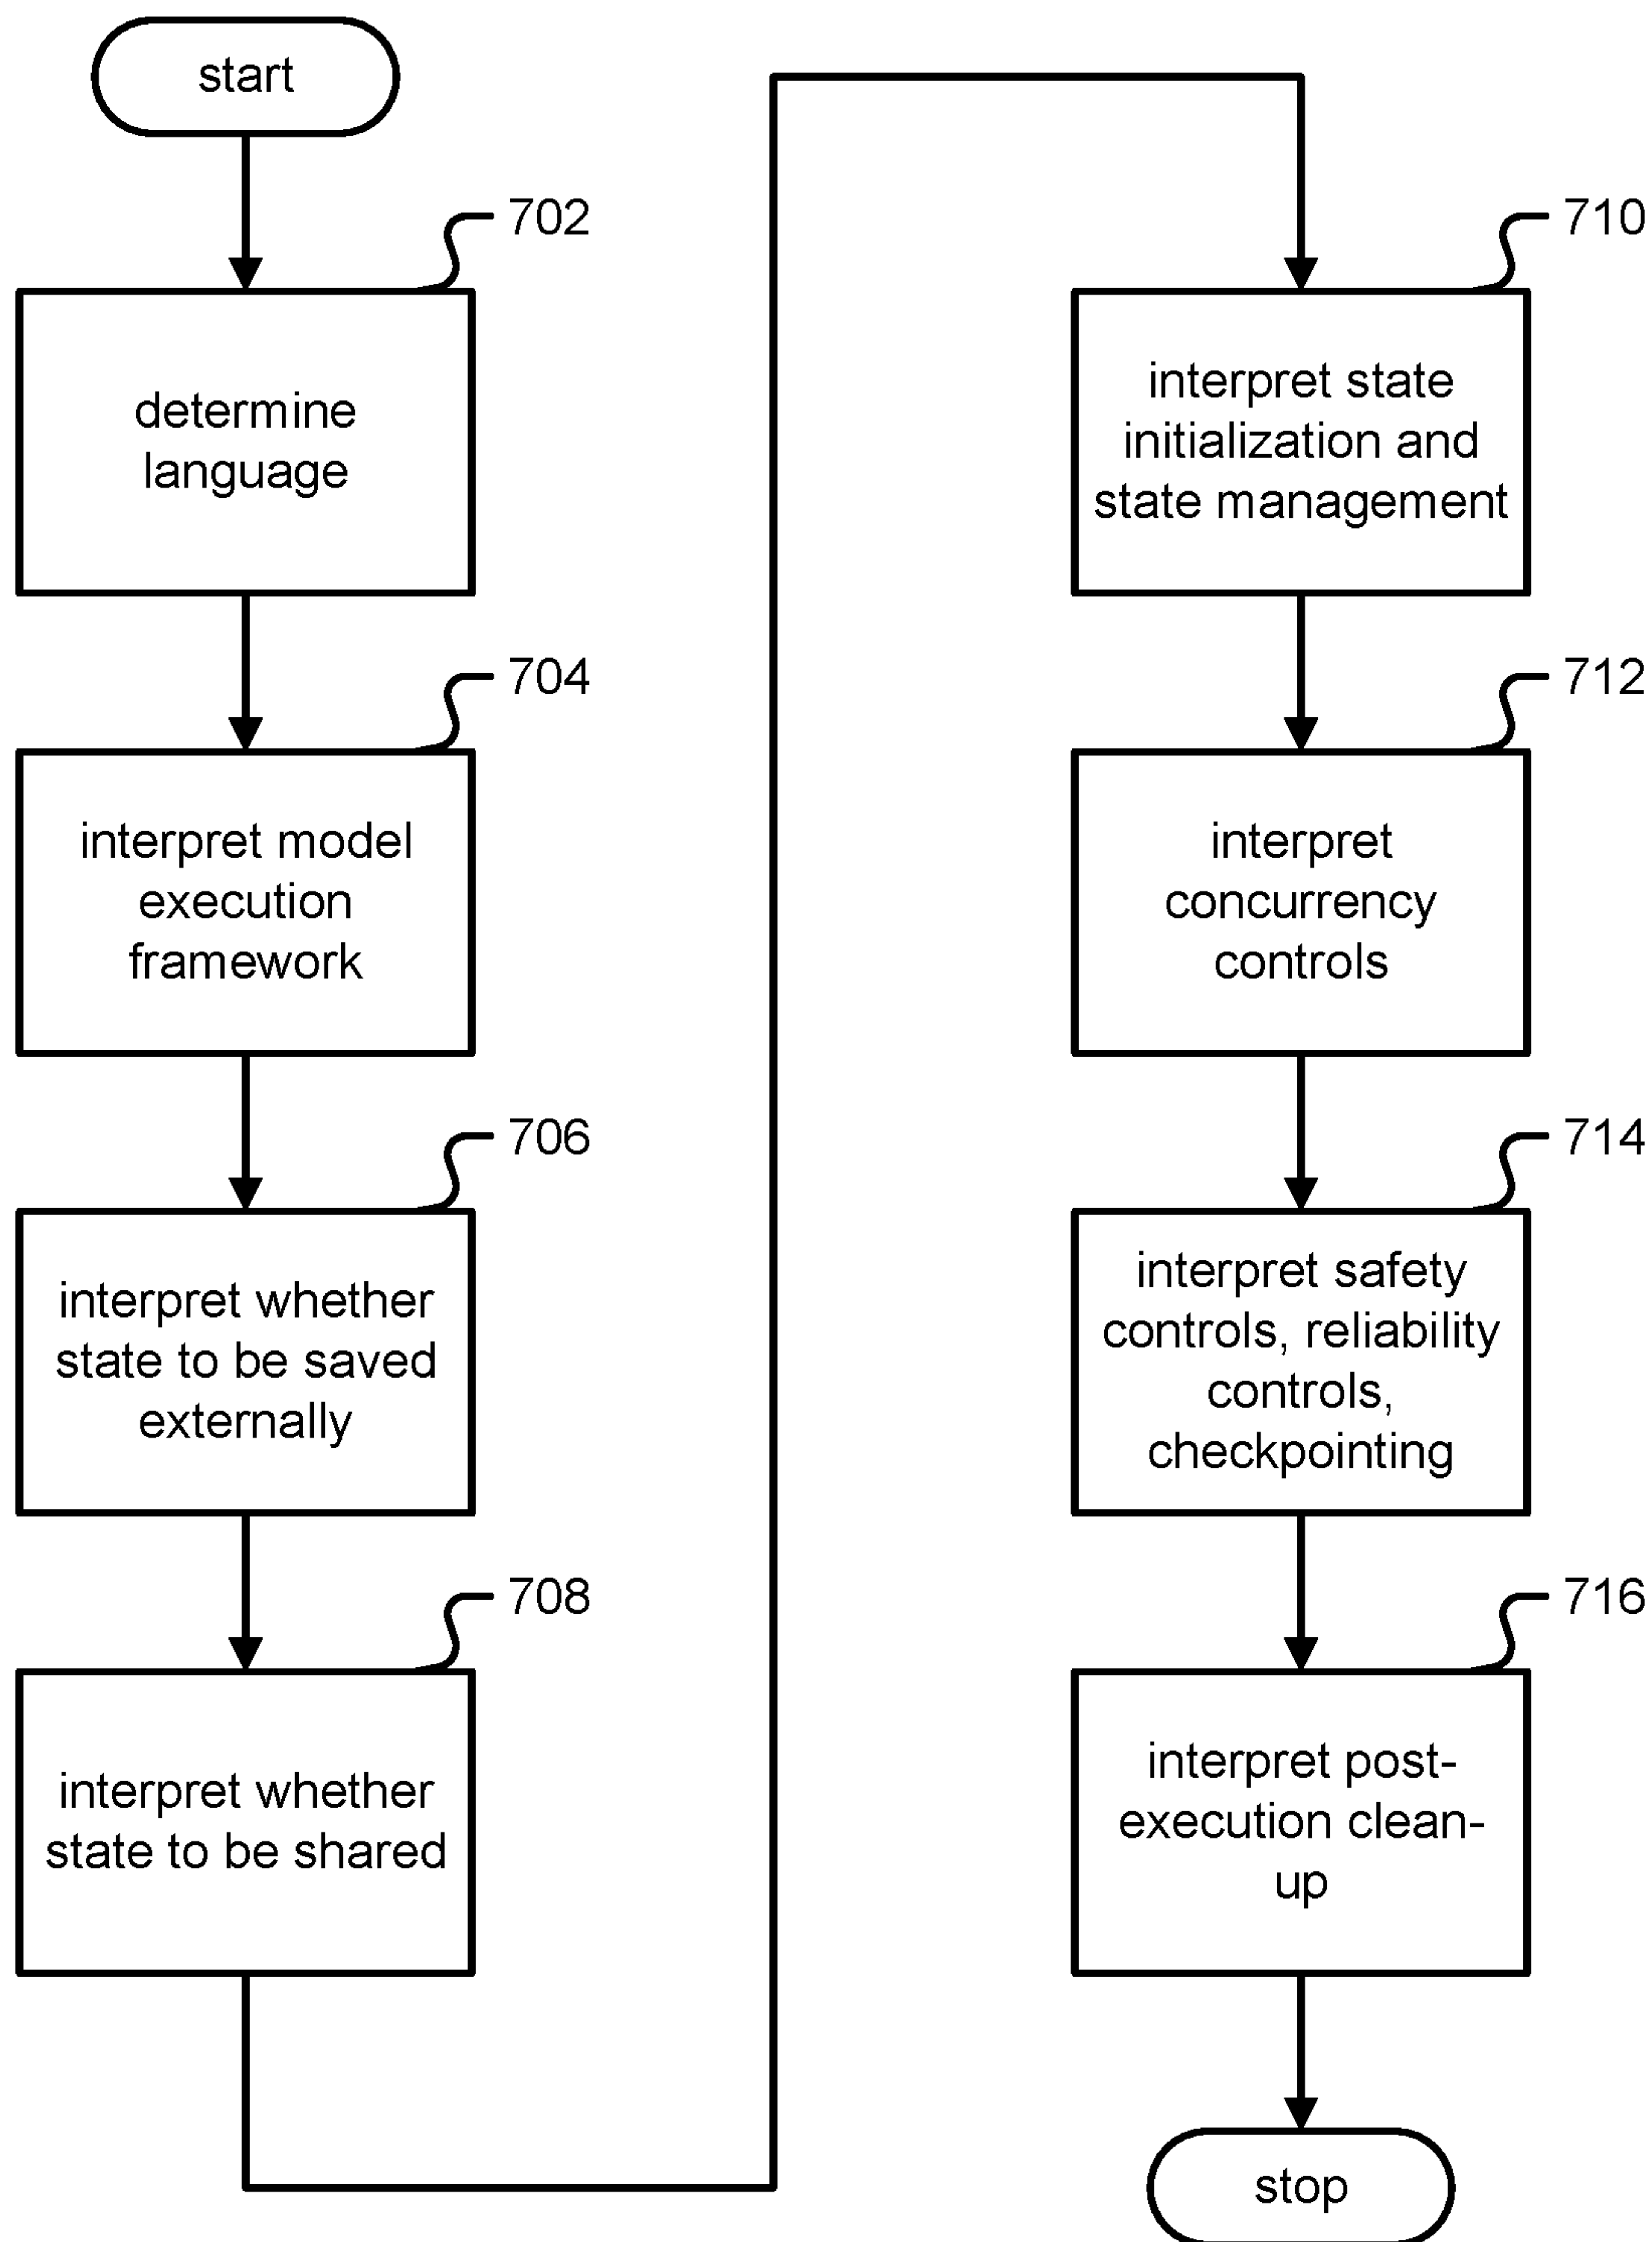 start
702
determine
language
704
interpret model
execution
framework
706
interpret whether
state to be saved
externally
708
interpret whether
state to be shared
710
interpret state
initialization and
state management
712
interpret
concurrency
controls
714
interpret safety
controls, reliability
controls,
checkpointing
716
interpret post-
execution clean-
up
stop